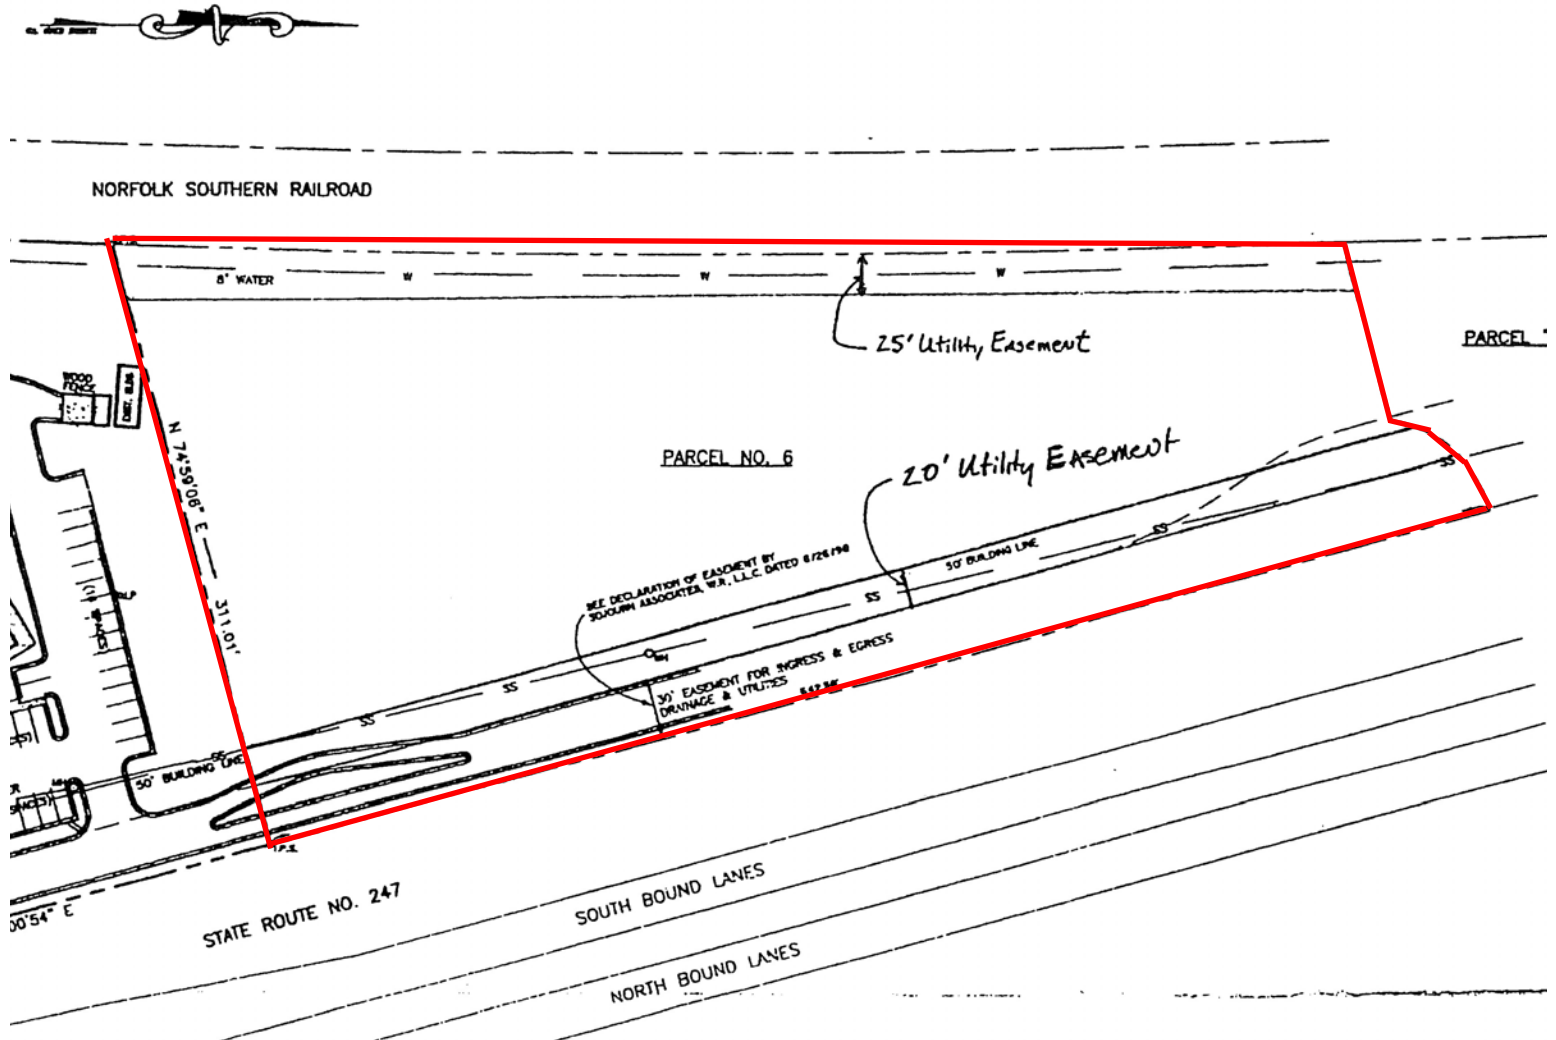 NORFOLK SOUTHERN RAILROAD
8" WATER
W
W
W
25' Utility Easement
PARCEL
WOOD
FENCE
N 74°59'06" E
311.01'
PARCEL NO. 6
20' Utility Easement
SS
SEE DECLARATION OF EASEMENT BY
SOJOURN ASSOCIATES, W.R., L.L.C. DATED
50' BUILDING LINE
SS
SS
MH
SS
SS
30' EASEMENT FOR INGRESS & EGRESS
DRAINAGE & UTILITIES
SS
50' BUILDING LINE
I.P.S.
00'54" E
STATE ROUTE NO. 247
SOUTH BOUND LANES
NORTH BOUND LANES